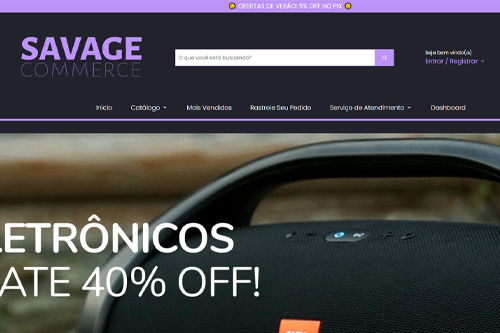 OFERTAS DE VERÃO: 5% OFF NO PIX
SAVAGE
COMMERCE
O que você está buscando?
Seja bem vindo(a)
Entrar / Registrar
Início Catálogo Mais Vendidos Rastreie Seu Pedido Serviço de Atendimento Dashboard
LETRÔNICOS
ATE 40% OFF!